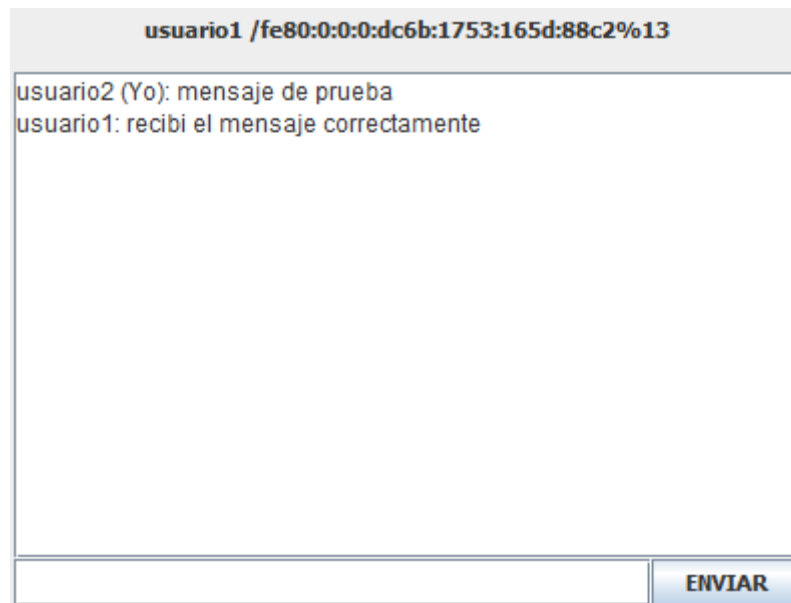 usuario1 /fe80:0:0:0:dc6b:1753:165d:88c2%13
usuario2 (Yo): mensaje de prueba
usuario1: recibi el mensaje correctamente
ENVIAR